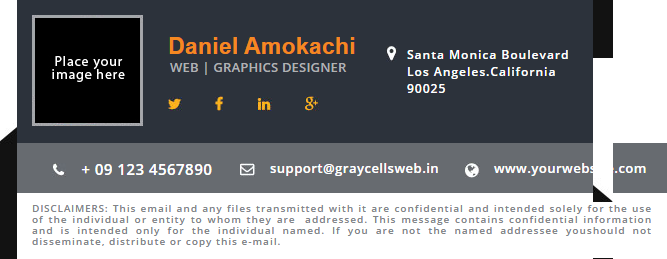 Place your
image here
Daniel Amokachi
WEB | GRAPHICS DESIGNER
Santa Monica Boulevard
Los Angeles.California
90025
+ 09 123 4567890
support@graycellsweb.in
DISCLAIMERS: This email and any files transmitted with it are confidential and intended solely for the use
of the individual or entity to whom they are addressed. This message contains confidential information
and is intended only for the individual named. If you are not the named addressee youshould not
disseminate, distribute or copy this e-mail.